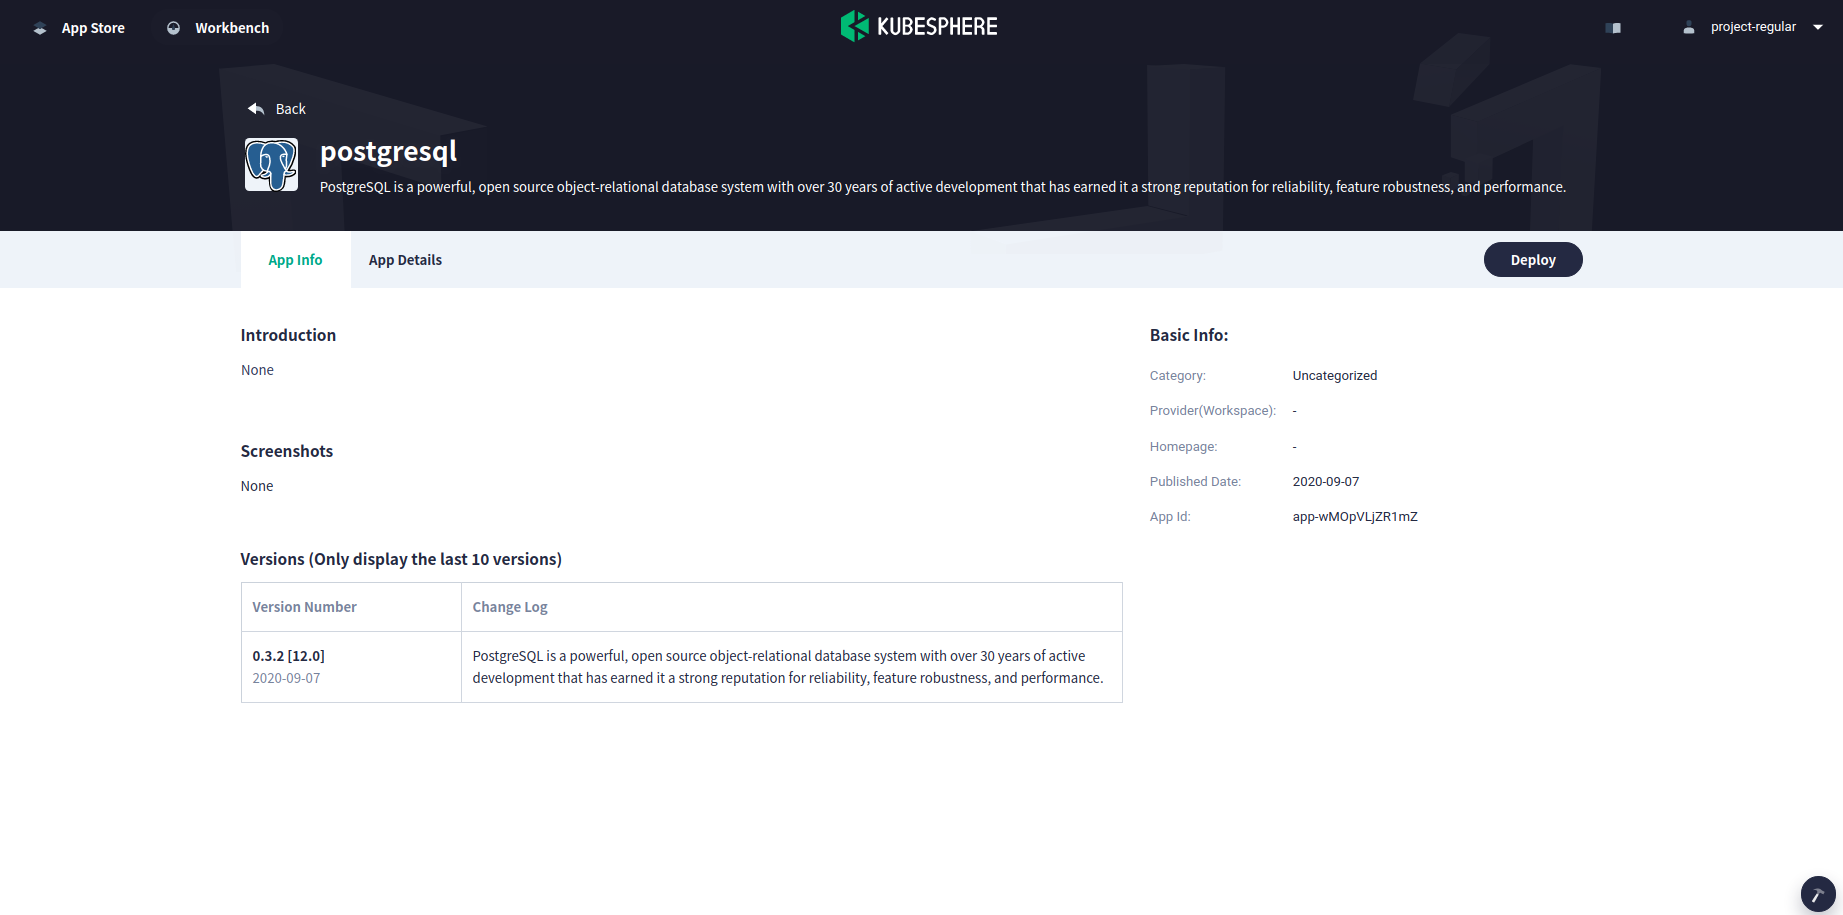 App Store
Workbench
KUBESPHERE
project-regular
Back
postgresql
PostgreSQL is a powerful, open source object-relational database system with over 30 years of active development that has earned it a strong reputation for reliability, feature robustness, and performance.
App Info
App Details
Deploy
Introduction
None
Screenshots
None
Versions (Only display the last 10 versions)
Version Number
Change Log
0.3.2 [12.0]
2020-09-07
PostgreSQL is a powerful, open source object-relational database system with over 30 years of active
development that has earned it a strong reputation for reliability, feature robustness, and performance.
Basic Info:
Category:
Uncategorized
Provider(Workspace):
-
Homepage:
-
Published Date:
2020-09-07
App Id:
app-wMOpVLjZR1mZ